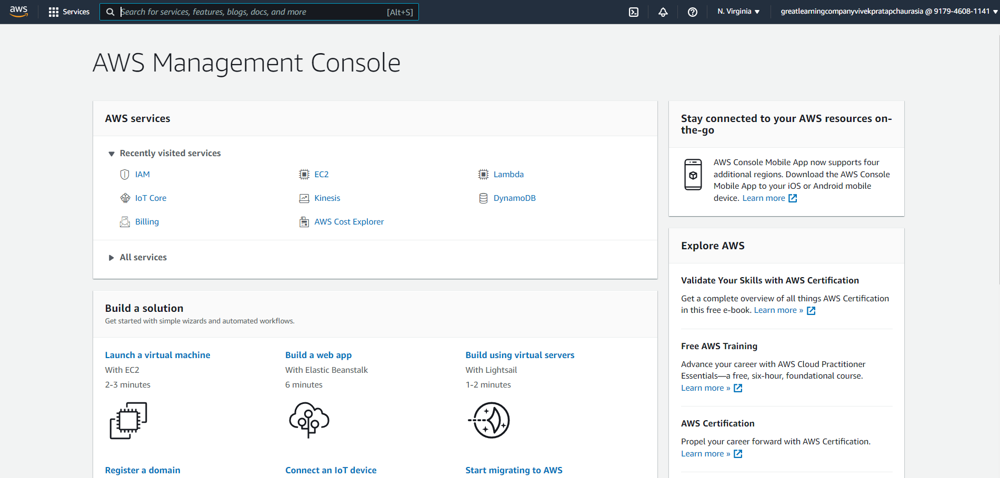 aws
Services
Search for services, features, blogs, docs, and more
[Alt+S]
N. Virginia
greatlearningcompanyvivekpratapchaurasia @ 9179-4608-1141
AWS Management Console
AWS services
Recently visited services
IAM
EC2
Lambda
IoT Core
Kinesis
DynamoDB
Billing
AWS Cost Explorer
All services
Build a solution
Get started with simple wizards and automated workflows.
Launch a virtual machine
With EC2
2-3 minutes
Build a web app
With Elastic Beanstalk
6 minutes
Build using virtual servers
With Lightsail
1-2 minutes
Register a domain
Connect an IoT device
Start migrating to AWS
Stay connected to your AWS resources on-
the-go
AWS Console Mobile App now supports four
additional regions. Download the AWS Console
Mobile App to your iOS or Android mobile
device. Learn more
Explore AWS
Validate Your Skills with AWS Certification
Get a complete overview of all things AWS Certification
in this free e-book. Learn more »
Free AWS Training
Advance your career with AWS Cloud Practitioner
Essentials—a free, six-hour, foundational course.
Learn more »
AWS Certification
Propel your career forward with AWS Certification.
Learn more »